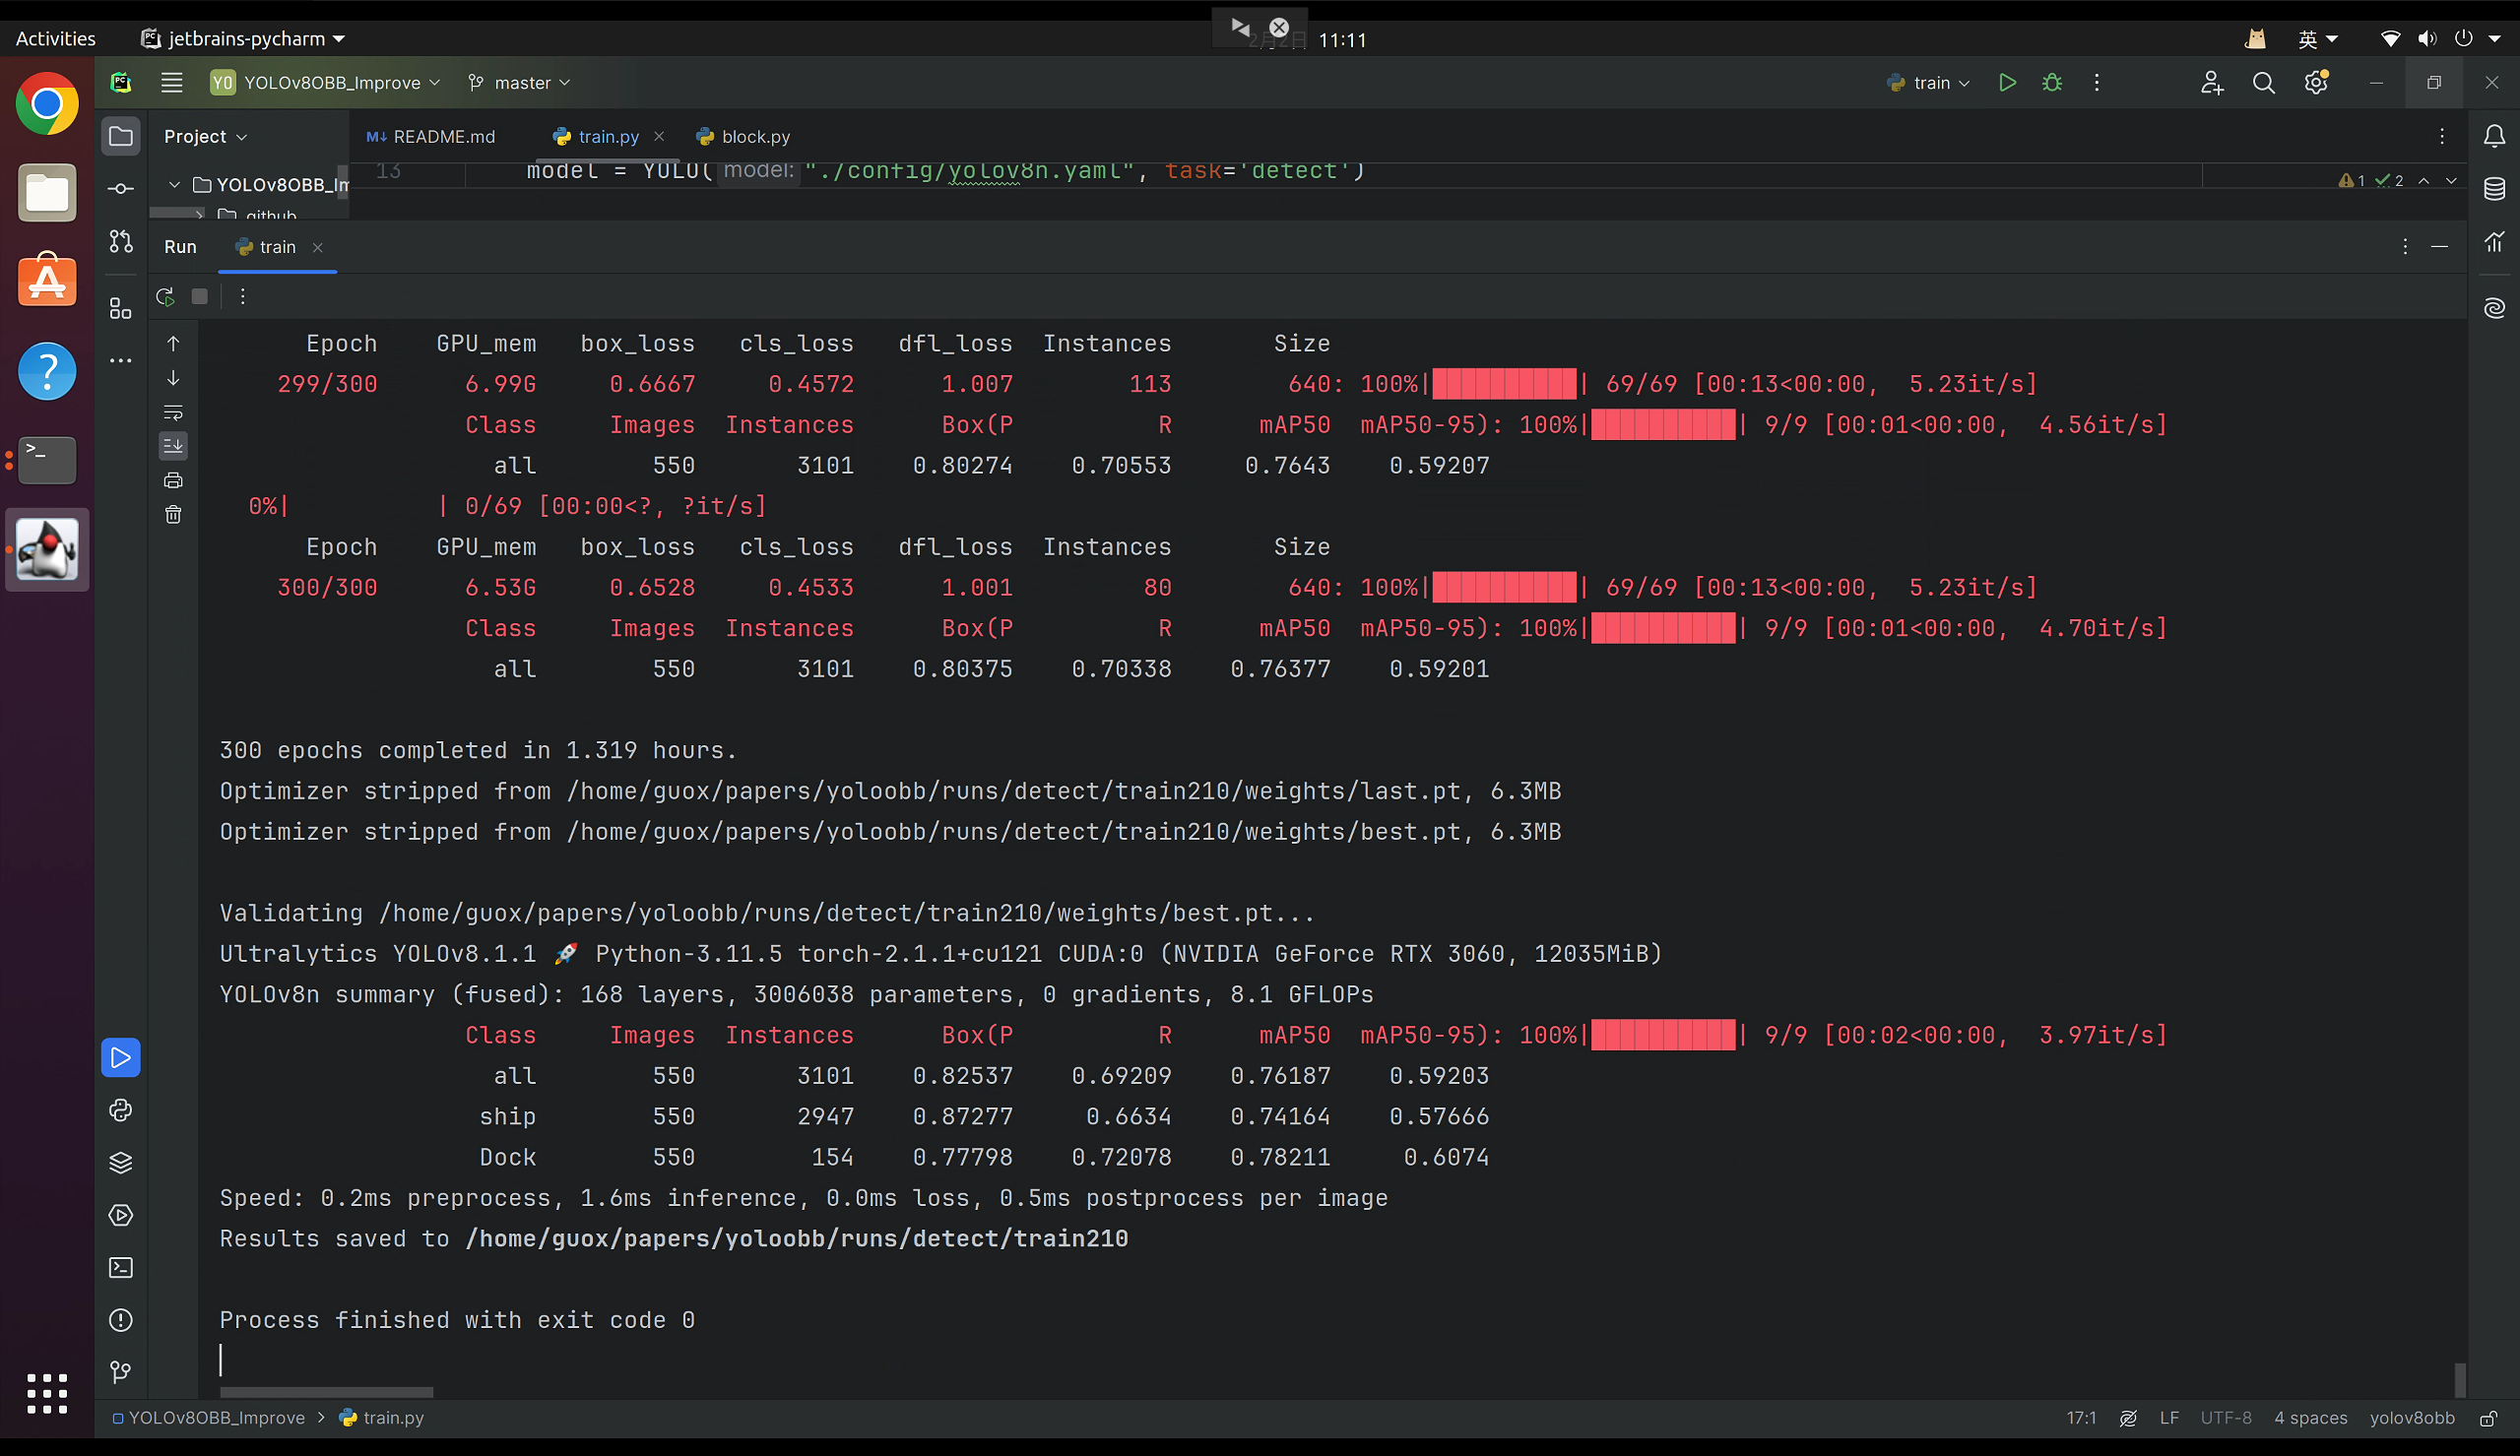 Activities jetbrains-pycharm 2月2日 11:11 英
YO YOLOv8OBB_Improve master train
Project README.md train.py block.py
YOLOv8OBB_Im 13 model = YOLO( model: "./config/yolov8n.yaml", task='detect') 1 2
github
Run train
Epoch GPU_mem box_loss cls_loss dfl_loss Instances Size
299/300 6.99G 0.6667 0.4572 1.007 113 640: 100%|██████████| 69/69 [00:13<00:00, 5.23it/s]
Class Images Instances Box(P R mAP50 mAP50-95): 100%|██████████| 9/9 [00:01<00:00, 4.56it/s]
all 550 3101 0.80274 0.70553 0.7643 0.59207
0%| | 0/69 [00:00<?, ?it/s]
Epoch GPU_mem box_loss cls_loss dfl_loss Instances Size
300/300 6.53G 0.6528 0.4533 1.001 80 640: 100%|██████████| 69/69 [00:13<00:00, 5.23it/s]
Class Images Instances Box(P R mAP50 mAP50-95): 100%|██████████| 9/9 [00:01<00:00, 4.70it/s]
all 550 3101 0.80375 0.70338 0.76377 0.59201
300 epochs completed in 1.319 hours.
Optimizer stripped from /home/guox/papers/yoloobb/runs/detect/train210/weights/last.pt, 6.3MB
Optimizer stripped from /home/guox/papers/yoloobb/runs/detect/train210/weights/best.pt, 6.3MB
Validating /home/guox/papers/yoloobb/runs/detect/train210/weights/best.pt...
Ultralytics YOLOv8.1.1 🚀 Python-3.11.5 torch-2.1.1+cu121 CUDA:0 (NVIDIA GeForce RTX 3060, 12035MiB)
YOLOv8n summary (fused): 168 layers, 3006038 parameters, 0 gradients, 8.1 GFLOPs
Class Images Instances Box(P R mAP50 mAP50-95): 100%|██████████| 9/9 [00:02<00:00, 3.97it/s]
all 550 3101 0.82537 0.69209 0.76187 0.59203
ship 550 2947 0.87277 0.6634 0.74164 0.57666
Dock 550 154 0.77798 0.72078 0.78211 0.6074
Speed: 0.2ms preprocess, 1.6ms inference, 0.0ms loss, 0.5ms postprocess per image
Results saved to /home/guox/papers/yoloobb/runs/detect/train210
Process finished with exit code 0
YOLOv8OBB_Improve > train.py 17:1 LF UTF-8 4 spaces yolov8obb